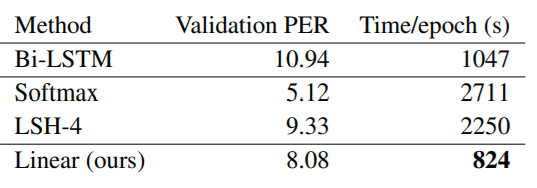 Method Validation PER Time/epoch (s)
Bi-LSTM 10.94 1047
Softmax 5.12 2711
LSH-4 9.33 2250
Linear (ours) 8.08 824